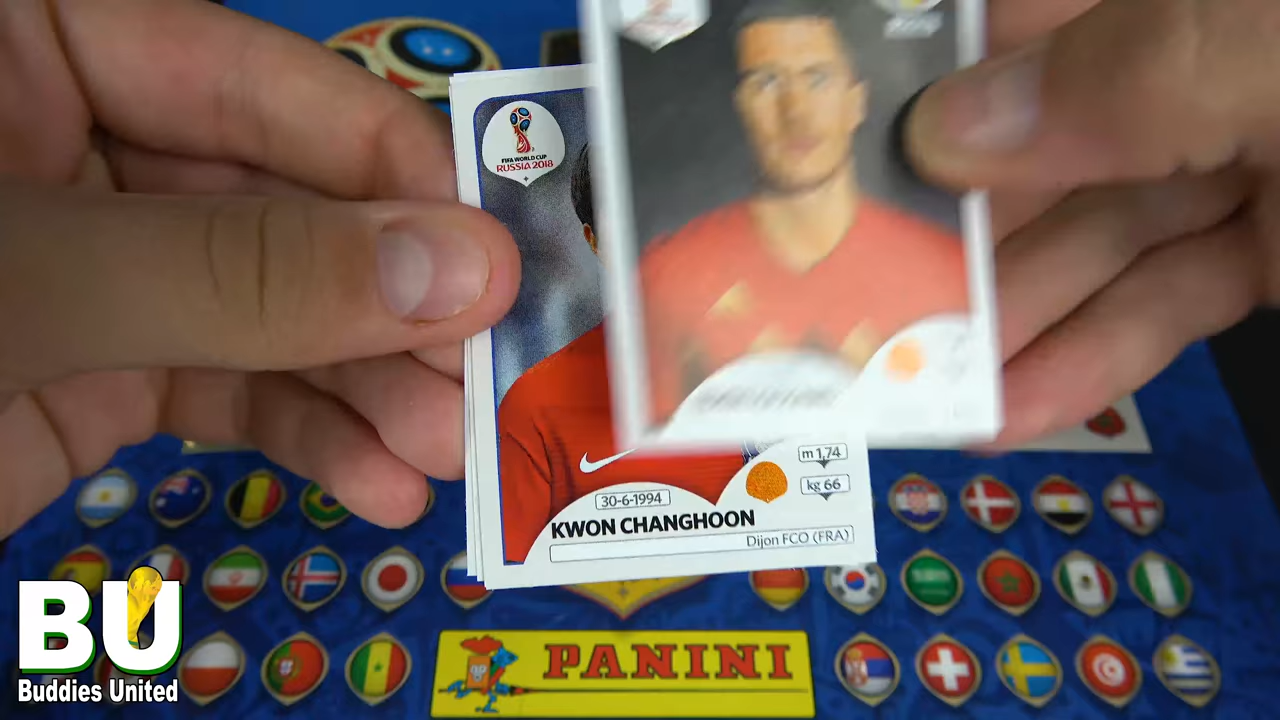 FIFA WORLD CUP
RUSSIA 2018
m 1,74
kg 66
30-6-1994
KWON CHANGHOON
Dijon FCO (FRA)
PANINI
BU
Buddies United